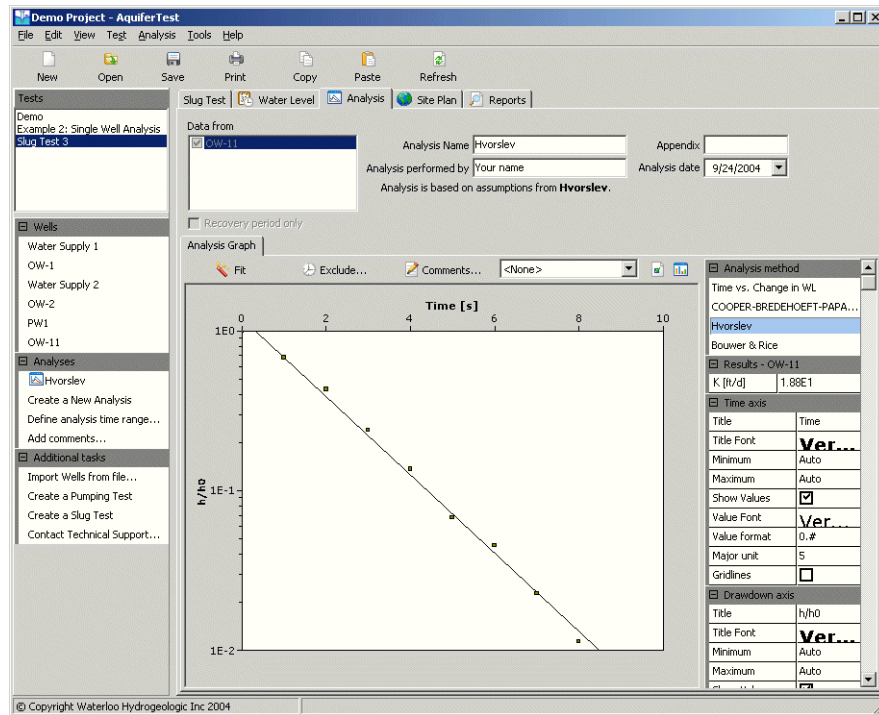 Demo Project - AquiferTest
File Edit View Test Analysis Tools Help
New Open Save Print Copy Paste Refresh
Tests
Demo
Example 2: Single Well Analysis
Slug Test 3
Wells
Water Supply 1
OW-1
Water Supply 2
OW-2
PW1
OW-11
Analyses
Hvorslev
Create a New Analysis
Define analysis time range...
Add comments...
Additional tasks
Import Wells from file...
Create a Pumping Test
Create a Slug Test
Contact Technical Support...
Slug Test Water Level Analysis Site Plan Reports
Data from
OW-11
Recovery period only
Analysis Name Hvorslev Appendix
Analysis performed by Your name Analysis date 9/24/2004
Analysis is based on assumptions from Hvorslev.
Analysis Graph
Fit Exclude... Comments... <None>
Time [s]
0 2 4 6 8 10
1E0
1E-1
1E-2
h/h0
Analysis method
Time vs. Change in WL
COOPER-BREDEHOEFT-PAPA...
Hvorslev
Bouwer & Rice
Results - OW-11
K [ft/d] 1.88E1
Time axis
Title Time
Title Font Ver...
Minimum Auto
Maximum Auto
Show Values
Value Font Ver...
Value format 0.#
Major unit 5
Gridlines
Drawdown axis
Title h/h0
Title Font Ver...
Minimum Auto
Maximum Auto
© Copyright Waterloo Hydrogeologic Inc 2004